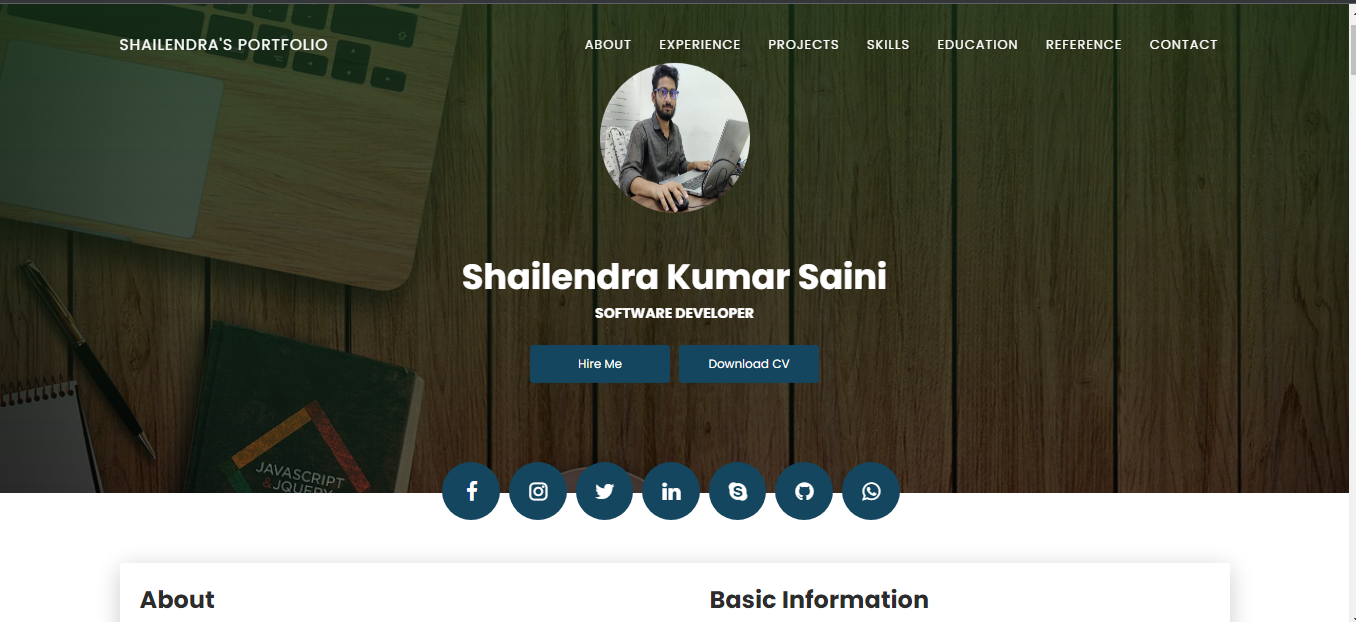 SHAILENDRA'S PORTFOLIO
ABOUT EXPERIENCE PROJECTS SKILLS EDUCATION REFERENCE CONTACT
Shailendra Kumar Saini
SOFTWARE DEVELOPER
Hire Me Download CV
JAVASCRIPT
&JQUERY
About Basic Information